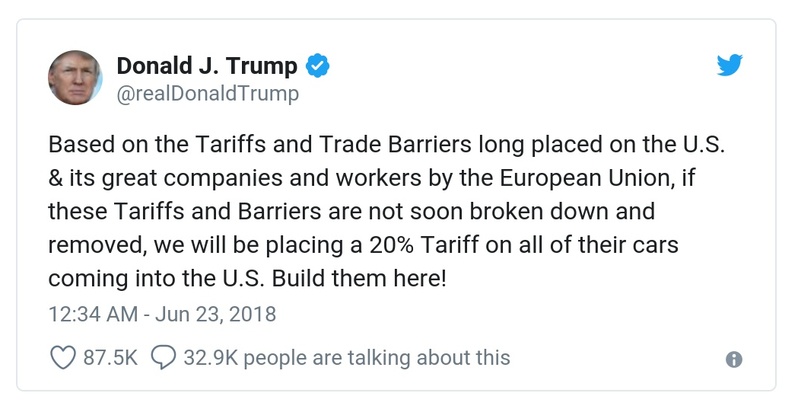 Donald J. Trump
@realDonaldTrump
Based on the Tariffs and Trade Barriers long placed on the U.S.
& its great companies and workers by the European Union, if
these Tariffs and Barriers are not soon broken down and
removed, we will be placing a 20% Tariff on all of their cars
coming into the U.S. Build them here!
12:34 AM - Jun 23, 2018
87.5K 32.9K people are talking about this